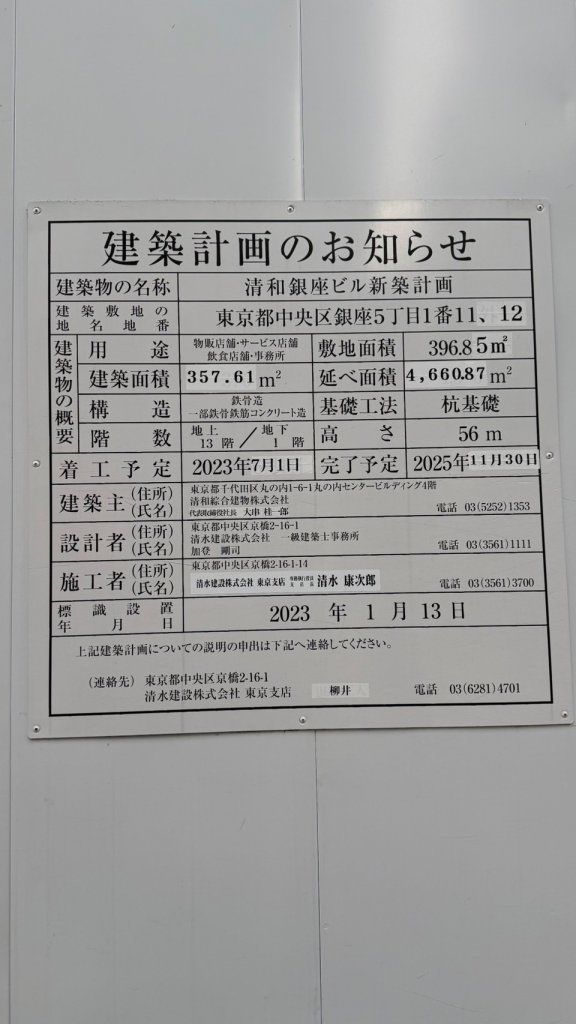 建築計画のお知らせ
建築物の名称 清和銀座ビル新築計画
建築敷地の
地名地番
東京都中央区銀座5丁目1番11、12
建築物の概要
用途 物販店舗・サービス店舗
飲食店舗・事務所
敷地面積 396.85㎡
建築面積 357.61m² 延べ面積 4,660.87m²
構造 鉄骨造
一部鉄骨鉄筋コンクリート造
基礎工法 杭基礎
階数 地上13階/地下1階 高さ 56m
着工予定 2023年7月1日 完了予定 2025年11月30日
建築主(住所)
(氏名)
東京都千代田区丸の内1-6-1丸の内センタービルディング4階
清和綜合建物株式会社
代表取締役社長 大串 桂一郎 電話 03(5252)1353
設計者(住所)
(氏名)
東京都中央区京橋2-16-1
清水建設株式会社 一級建築士事務所
加登 剛司 電話 03(3561)1111
施工者(住所)
(氏名)
東京都中央区京橋2-16-1-14
清水建設株式会社 東京支店 専務執行役員
支店長 清水 康次郎 電話 03(3561)3700
標識設置
年月日
2023 年 1 月 13 日
上記建築計画についての説明の申出は下記へ連絡してください。
(連絡先) 東京都中央区京橋2-16-1
清水建設株式会社 東京支店 柳井 電話 03(6281)4701